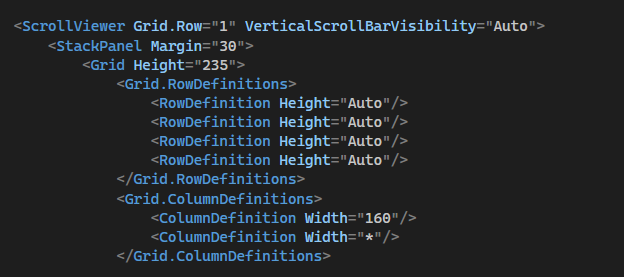 <ScrollViewer Grid.Row="1" VerticalScrollBarVisibility="Auto">
<StackPanel Margin="30">
<Grid Height="235">
<Grid.RowDefinitions>
<RowDefinition Height="Auto"/>
<RowDefinition Height="Auto"/>
<RowDefinition Height="Auto"/>
<RowDefinition Height="Auto"/>
</Grid.RowDefinitions>
<Grid.ColumnDefinitions>
<ColumnDefinition Width="160"/>
<ColumnDefinition Width="*"/>
</Grid.ColumnDefinitions>